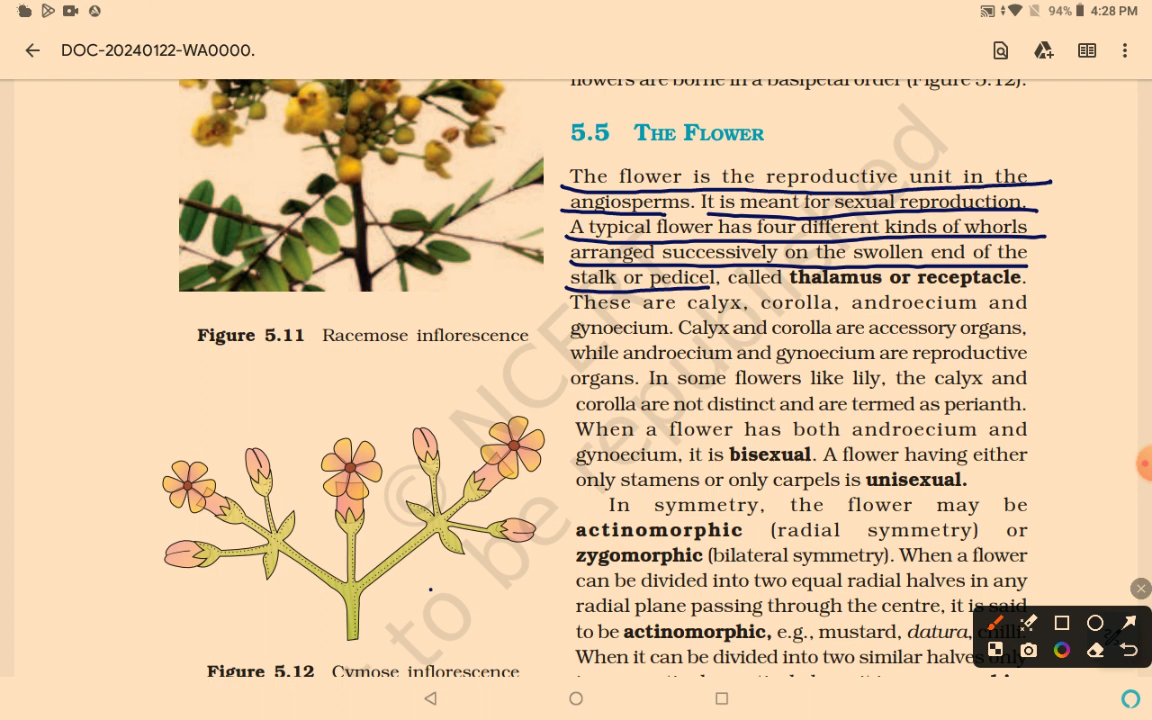 94% 4:28 PM
DOC-20240122-WA0000.
flowers are borne in a basipetal order (Figure 5.12).
5.5 THE FLOWER
The flower is the reproductive unit in the
angiosperms. It is meant for sexual reproduction.
A typical flower has four different kinds of whorls
arranged successively on the swollen end of the
stalk or pedicel, called thalamus or receptacle.
These are calyx, corolla, androecium and
gynoecium. Calyx and corolla are accessory organs,
while androecium and gynoecium are reproductive
organs. In some flowers like lily, the calyx and
corolla are not distinct and are termed as perianth.
When a flower has both androecium and
gynoecium, it is bisexual. A flower having either
only stamens or only carpels is unisexual.
In symmetry, the flower may be
actinomorphic (radial symmetry) or
zygomorphic (bilateral symmetry). When a flower
can be divided into two equal radial halves in any
radial plane passing through the centre, it is said
to be actinomorphic, e.g., mustard, datura, chilli.
When it can be divided into two similar halves only
Figure 5.11 Racemose inflorescence
Figure 5.12 Cymose inflorescence
© NCERT
to be republished